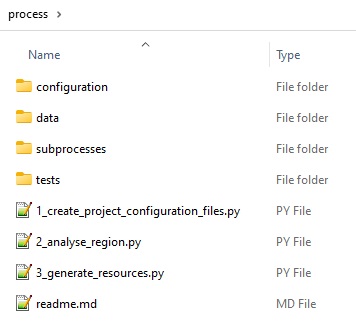 process
Name Type
configuration File folder
data File folder
subprocesses File folder
tests File folder
1_create_project_configuration_files.py PY File
2_analyse_region.py PY File
3_generate_resources.py PY File
readme.md MD File